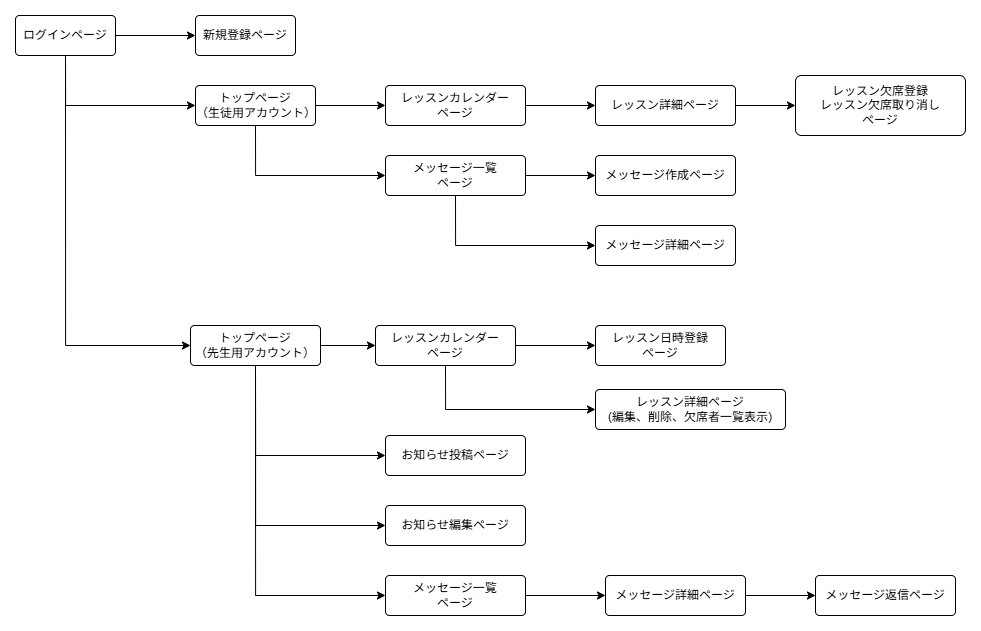 ログインページ
新規登録ページ
トップページ
（生徒用アカウント）
レッスンカレンダー
ページ
レッスン詳細ページ
レッスン欠席登録
レッスン欠席取り消し
ページ
メッセージ一覧
ページ
メッセージ作成ページ
メッセージ詳細ページ
トップページ
（先生用アカウント）
レッスンカレンダー
ページ
レッスン日時登録
ページ
レッスン詳細ページ
(編集、削除、欠席者一覧表示)
お知らせ投稿ページ
お知らせ編集ページ
メッセージ一覧
ページ
メッセージ詳細ページ
メッセージ返信ページ